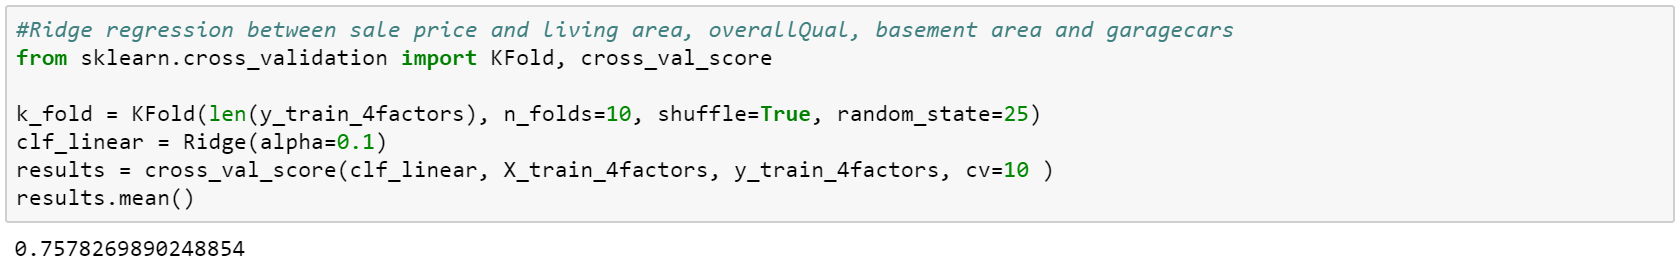 #Ridge regression between sale price and living area, overallQual, basement area and garagecars
from sklearn.cross_validation import KFold, cross_val_score
k_fold = KFold(len(y_train_4factors), n_folds=10, shuffle=True, random_state=25)
clf_linear = Ridge(alpha=0.1)
results = cross_val_score(clf_linear, X_train_4factors, y_train_4factors, cv=10 )
results.mean()
0.7578269890248854